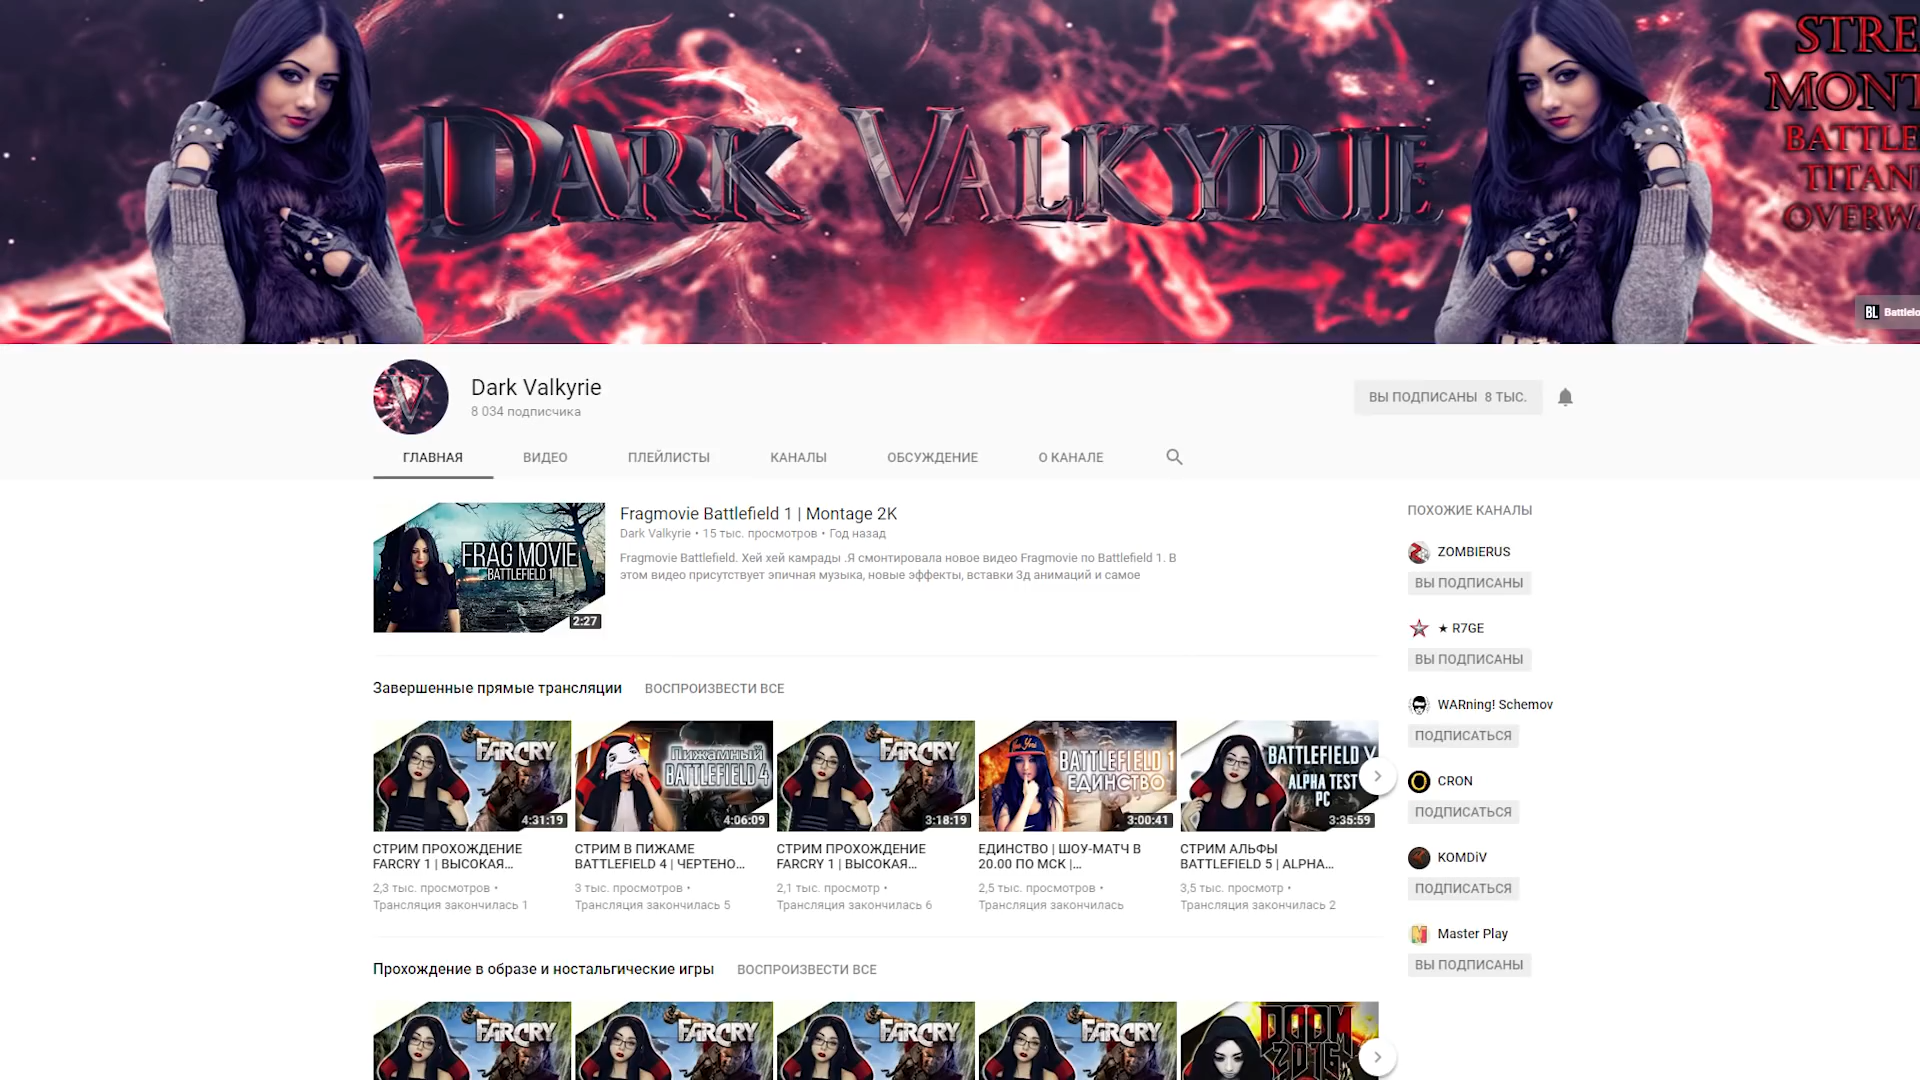 DARK VALKYRIE
STRE
MONT
BATTLE
TITAN
OVERWA
BL Battlelo
Dark Valkyrie
8 034 подписчика
ВЫ ПОДПИСАНЫ 8 ТЫС.
ГЛАВНАЯ ВИДЕО ПЛЕЙЛИСТЫ КАНАЛЫ ОБСУЖДЕНИЕ О КАНАЛЕ
FRAG MOVIE
BATTLEFIELD 1
2:27
Fragmovie Battlefield 1 | Montage 2K
Dark Valkyrie • 15 тыс. просмотров • Год назад
Fragmovie Battlefield. Хей хей камрады .Я смонтировала новое видео Fragmovie по Battlefield 1. В
этом видео присутствует эпичная музыка, новые эффекты, вставки 3д анимаций и самое
Завершенные прямые трансляции ВОСПРОИЗВЕСТИ ВСЕ
FARCRY
4:31:19
СТРИМ ПРОХОЖДЕНИЕ
FARCRY 1 | ВЫСОКАЯ...
2,3 тыс. просмотров •
Трансляция закончилась 1
Пижамный
BATTLEFIELD 4
4:06:09
СТРИМ В ПИЖАМЕ
BATTLEFIELD 4 | ЧЕРТЕНО...
3 тыс. просмотров •
Трансляция закончилась 5
FARCRY
3:18:19
СТРИМ ПРОХОЖДЕНИЕ
FARCRY 1 | ВЫСОКАЯ...
2,1 тыс. просмотр •
Трансляция закончилась 6
BATTLEFIELD 1
ЕДИНСТВО
3:00:41
ЕДИНСТВО | ШОУ-МАТЧ В
20.00 ПО МСК |...
2,5 тыс. просмотров •
Трансляция закончилась
BATTLEFIELD V
ALPHA TEST
PC
3:35:59
СТРИМ АЛЬФЫ
BATTLEFIELD 5 | ALPHA...
3,5 тыс. просмотр •
Трансляция закончилась 2
Прохождение в образе и ностальгические игры ВОСПРОИЗВЕСТИ ВСЕ
FARCRY
FARCRY
FARCRY
FARCRY
DOOM
2016
ПОХОЖИЕ КАНАЛЫ
ZOMBIERUS
ВЫ ПОДПИСАНЫ
★ R7GE
ВЫ ПОДПИСАНЫ
WARning! Schemov
ПОДПИСАТЬСЯ
CRON
ПОДПИСАТЬСЯ
KOMDiV
ПОДПИСАТЬСЯ
Master Play
ВЫ ПОДПИСАНЫ